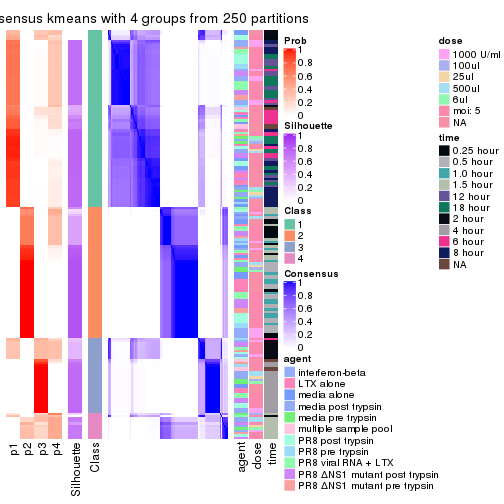 sensus kmeans with 4 groups from 250 partitions
Prob
1
0.8
0.6
0.4
0.2
0
Silhouette
1
0.8
0.6
0.4
0.2
0
Class
1
2
3
4
Consensus
1
0.8
0.6
0.4
0.2
0
agent
interferon-beta
LTX alone
media alone
media post trypsin
media pre trypsin
multiple sample pool
PR8 post trypsin
PR8 pre trypsin
PR8 viral RNA + LTX
PR8 ΔNS1 mutant post trypsin
PR8 ΔNS1 mutant pre trypsin
dose
1000 U/ml
100ul
25ul
500ul
6ul
moi: 5
NA
time
0.25 hour
0.5 hour
1.0 hour
1.5 hour
12 hour
18 hour
2 hour
4 hour
6 hour
8 hour
NA
p1
p2
p3
p4
Silhouette
Class
agent
dose
time